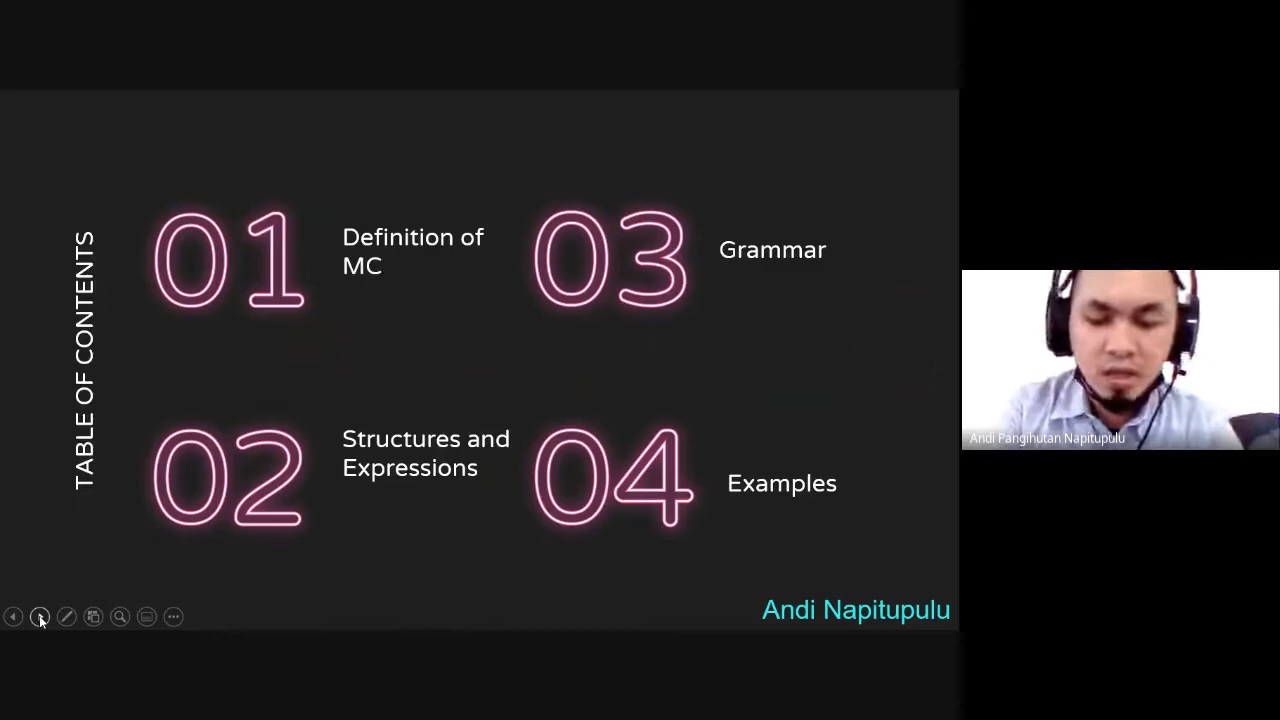 TABLE OF CONTENTS
01
Definition of
MC
02
Structures and
Expressions
03
Grammar
04
Examples
Andi Napitupulu
Andi Pangihutan Napitupulu